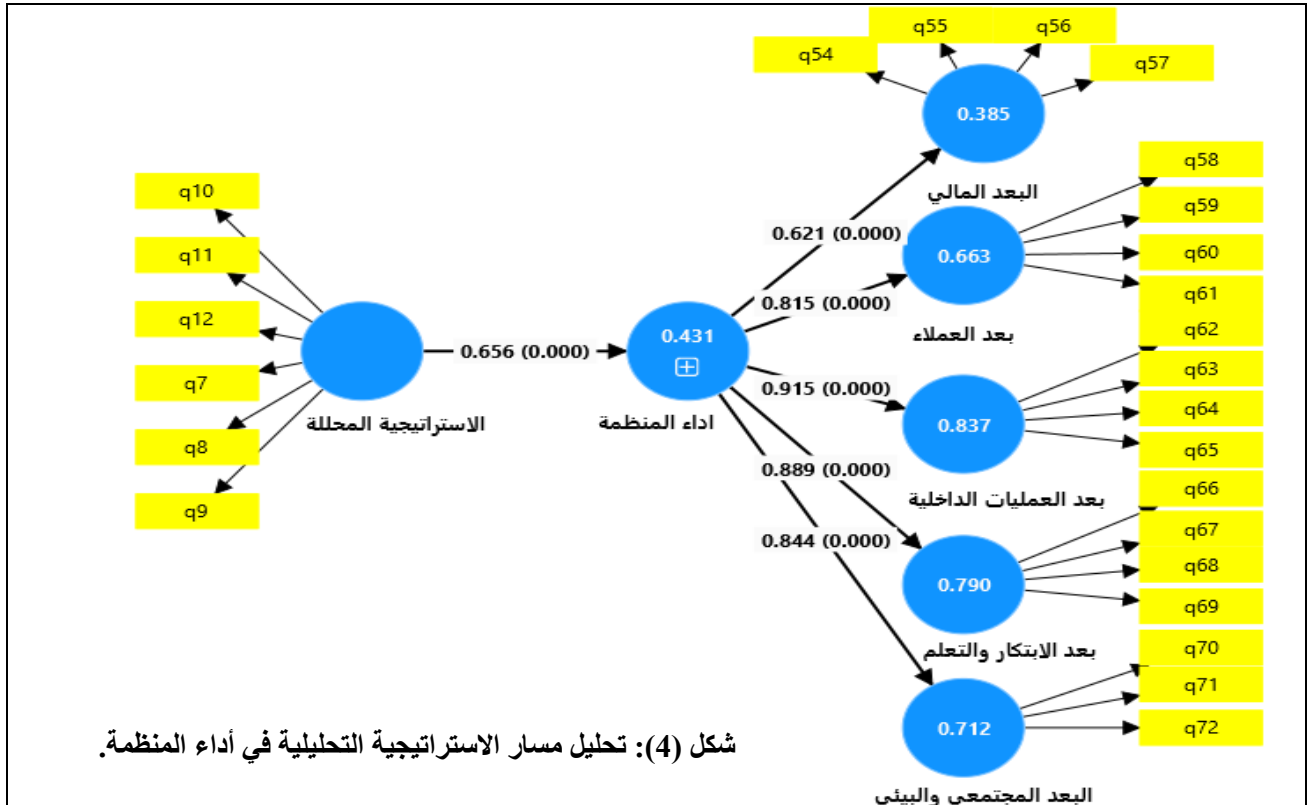 q55
q56
q54
q57
0.385
البعد المالي
q10
q11
q12
q7
q8
q9
الاستراتيجية المحللة
0.656 (0.000)
0.431
اداء المنظمة
0.621 (0.000)
0.815 (0.000)
0.915 (0.000)
0.889 (0.000)
0.844 (0.000)
0.663
بعد العملاء
q58
q59
q60
q61
q62
q63
q64
q65
0.837
بعد العمليات الداخلية
q66
q67
q68
q69
0.790
بعد الابتكار والتعلم
q70
q71
q72
0.712
البعد المجتمعي والبيئي
شكل (4): تحليل مسار الاستراتيجية التحليلية في أداء المنظمة.